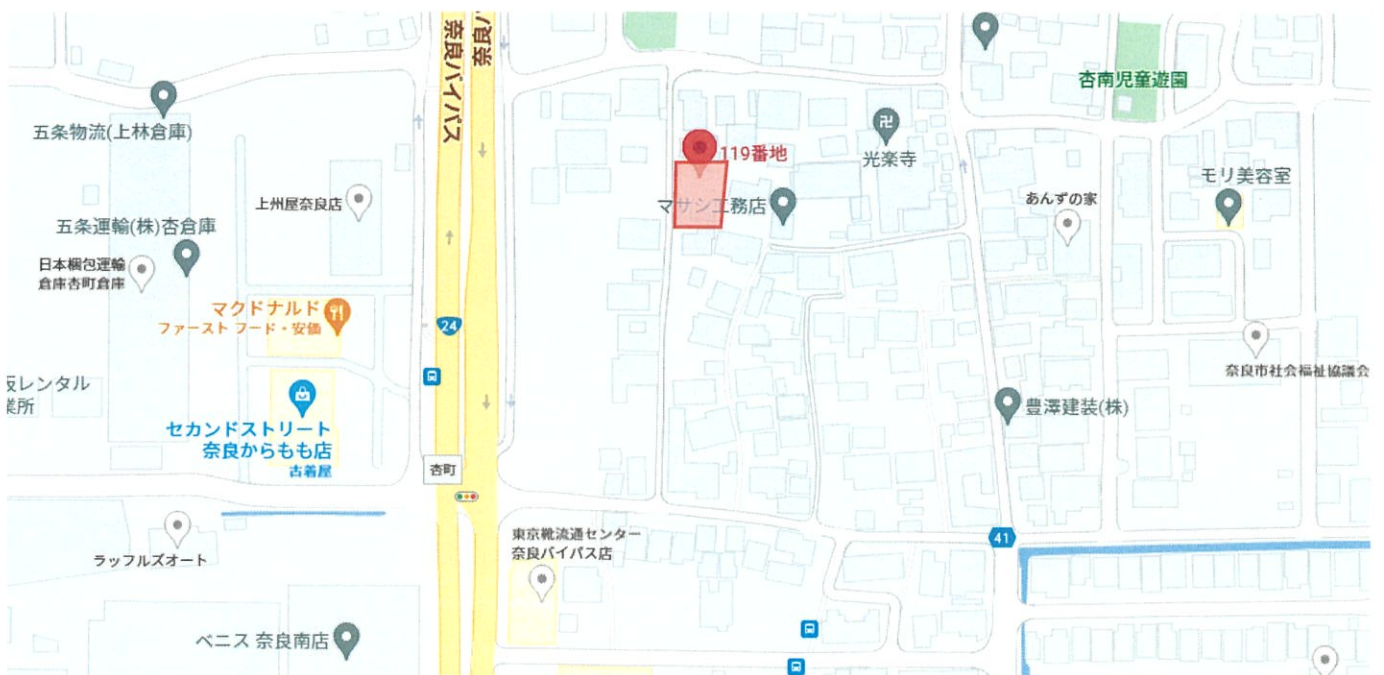 奈良バイパス
杏南児童遊園
五条物流(上林倉庫)
119番地
光楽寺
モリ美容室
上州屋奈良店
マサシ工務店
あんずの家
五条運輸(株)杏倉庫
日本梱包運輸
倉庫杏町倉庫
マクドナルド
ファースト フード・安価
24
奈良市社会福祉協議会
レンタル
業所
豊澤建装(株)
セカンドストリート
奈良からもも店
古着屋
杏町
東京靴流通センター
奈良バイパス店
41
ラッフルズオート
ベニス 奈良南店